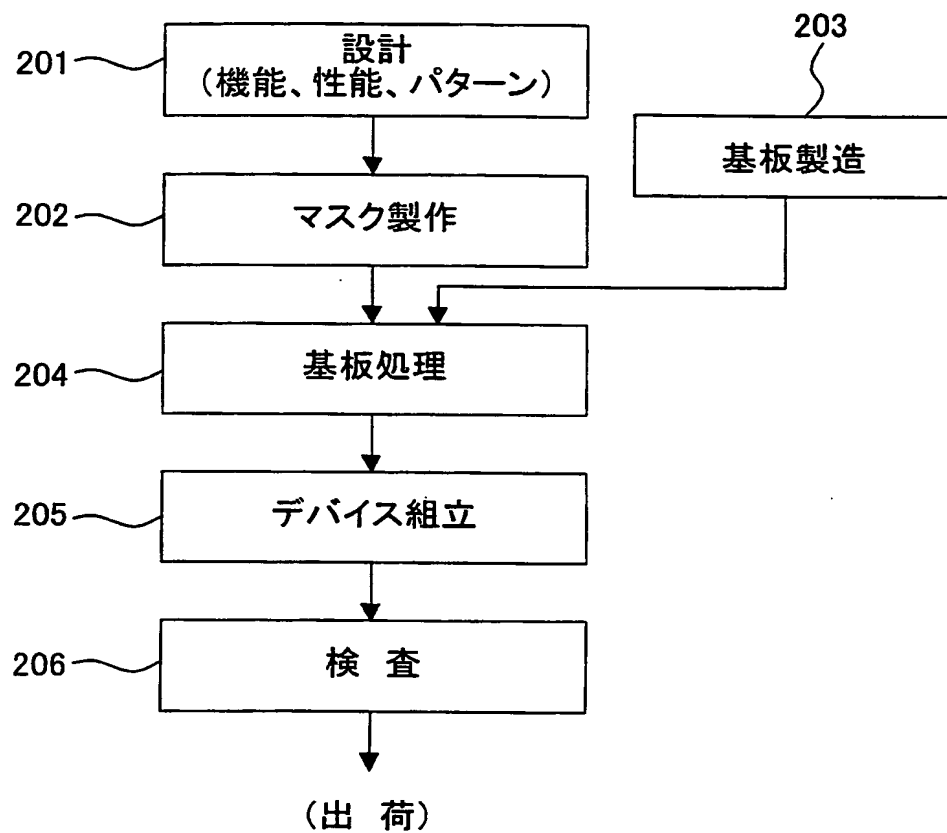 201
設計
(機能、性能、パターン)
203
基板製造
202
マスク製作
204
基板処理
205
デバイス組立
206
検 査
(出 荷)